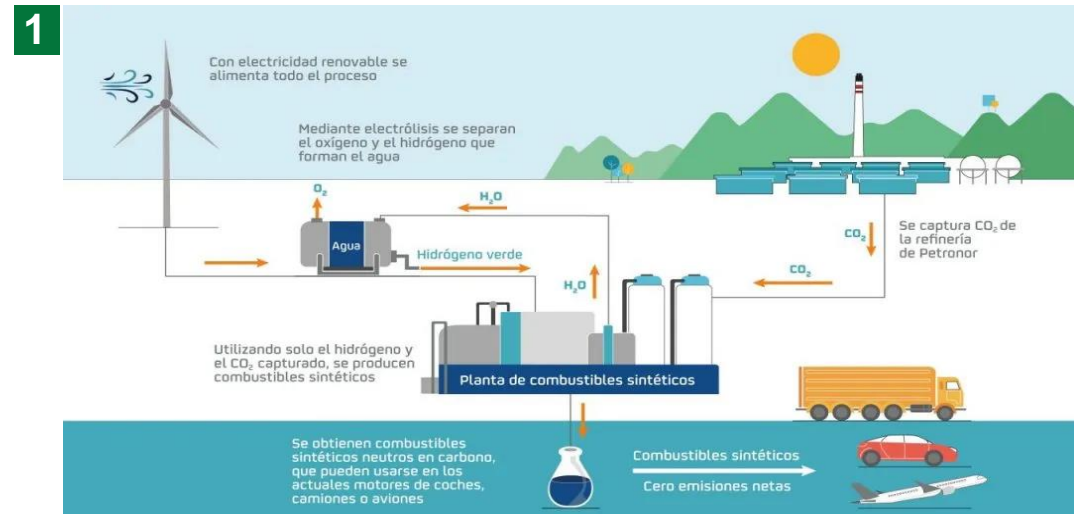 1
Con electricidad renovable se
alimenta todo el proceso
Mediante electrólisis se separan
el oxígeno y el hidrógeno que
forman el agua
O₂
H₂O
Agua
Hidrógeno verde
H₂O
CO₂
Se captura CO₂ de
la refinería
de Petronor
CO₂
Utilizando solo el hidrógeno y
el CO₂ capturado, se producen
combustibles sintéticos
Planta de combustibles sintéticos
Se obtienen combustibles
sintéticos neutros en carbono,
que pueden usarse en los
actuales motores de coches,
camiones o aviones
Combustibles sintéticos
Cero emisiones netas